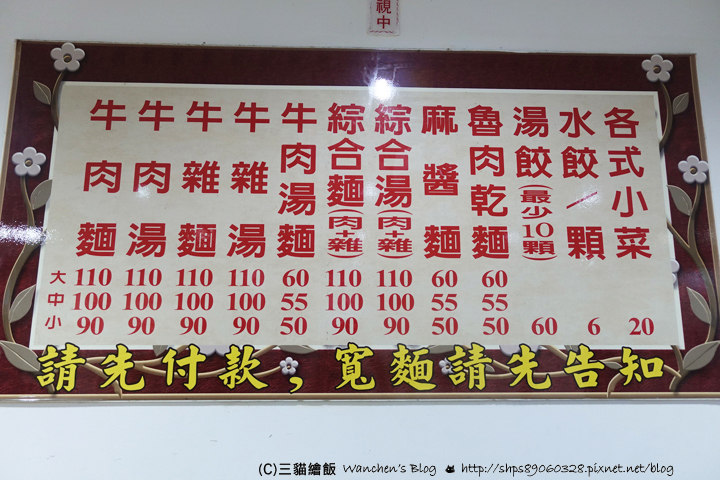 視中
牛肉麵
牛肉湯
牛雜麵
牛雜湯
牛肉湯麵
綜合麵(肉+雜)
綜合湯(肉+雜)
麻醬麵
魯肉乾麵
湯餃(最少10顆)
水餃/顆
各式小菜
大 110 110 110 110 60 110 110 60 60
中 100 100 100 100 55 100 100 55 55
小 90 90 90 90 50 90 90 50 50 60 6 20
請先付款，寬麵請先告知
(C)三貓繪飯 Wanchen's Blog http://shps89060328.pixnet.net/blog